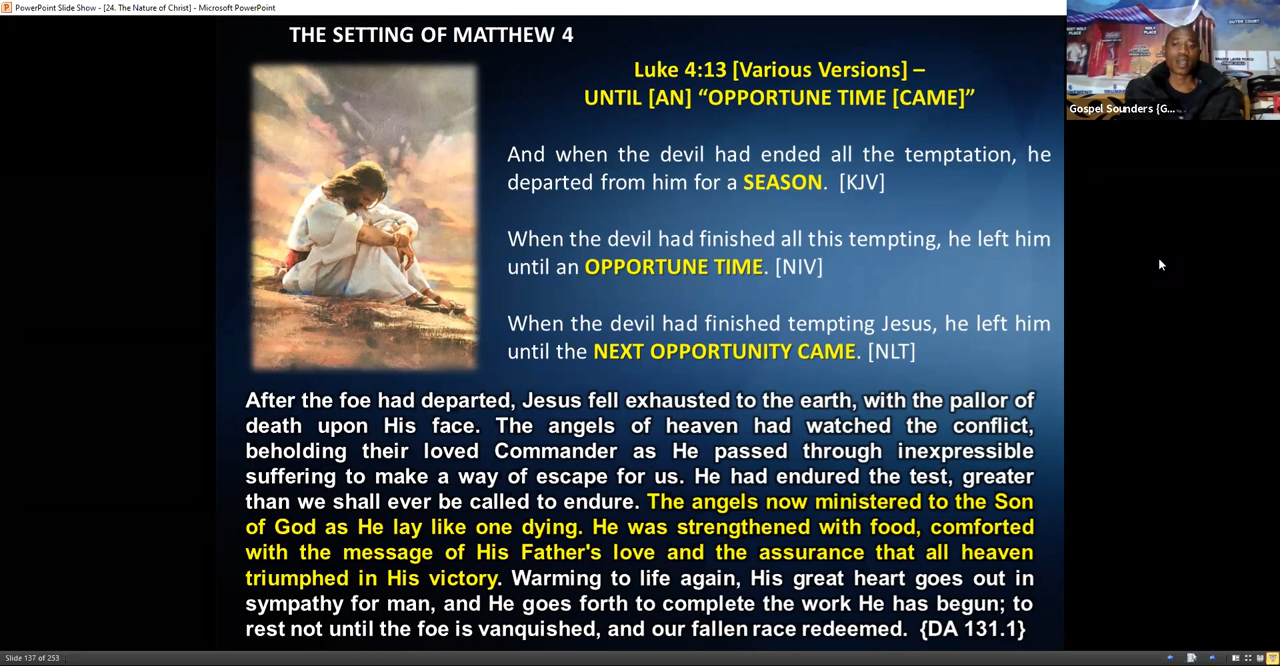 PowerPoint Slide Show - [24. The Nature of Christ] - Microsoft PowerPoint
THE SETTING OF MATTHEW 4
Luke 4:13 [Various Versions] –
UNTIL [AN] “OPPORTUNE TIME [CAME]”
And when the devil had ended all the temptation, he
departed from him for a SEASON. [KJV]
When the devil had finished all this tempting, he left him
until an OPPORTUNE TIME. [NIV]
When the devil had finished tempting Jesus, he left him
until the NEXT OPPORTUNITY CAME. [NLT]
After the foe had departed, Jesus fell exhausted to the earth, with the pallor of
death upon His face. The angels of heaven had watched the conflict,
beholding their loved Commander as He passed through inexpressible
suffering to make a way of escape for us. He had endured the test, greater
than we shall ever be called to endure. The angels now ministered to the Son
of God as He lay like one dying. He was strengthened with food, comforted
with the message of His Father's love and the assurance that all heaven
triumphed in His victory. Warming to life again, His great heart goes out in
sympathy for man, and He goes forth to complete the work He has begun; to
rest not until the foe is vanquished, and our fallen race redeemed. {DA 131.1}
OUTER COURT
HOLY
PLACE
Gospel Sounders {G...
Slide 137 of 253